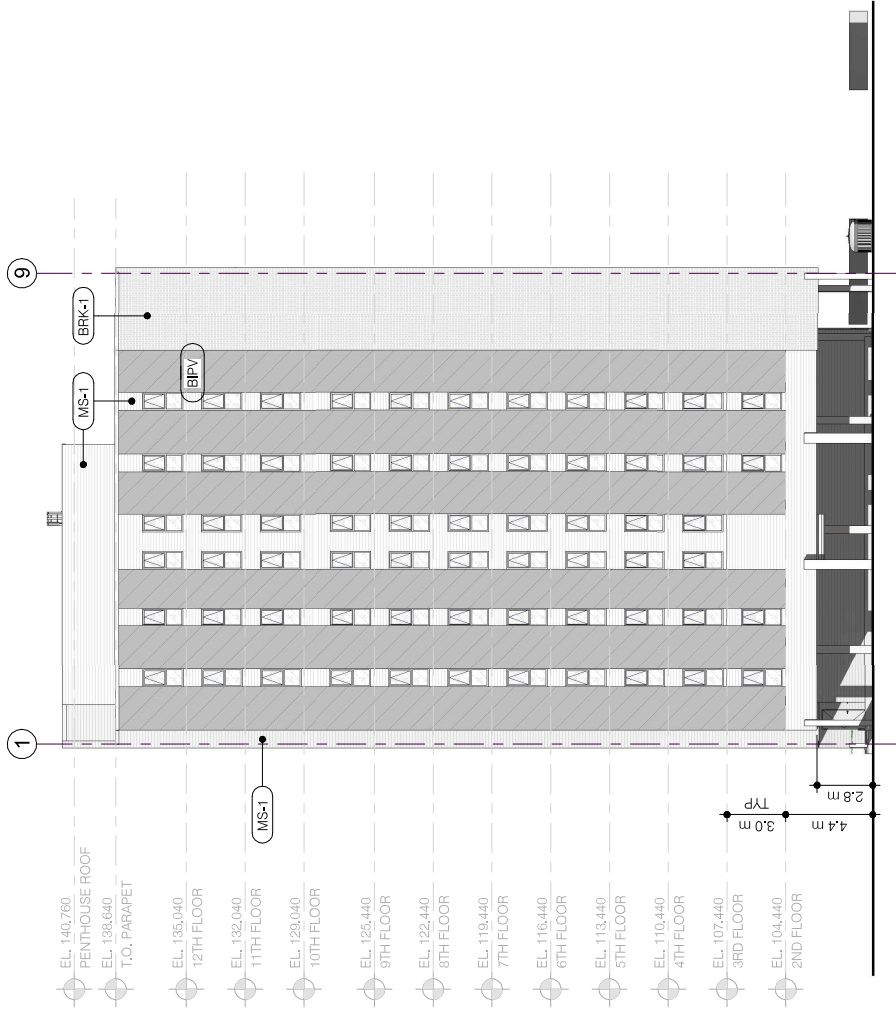 9
BRK-1
MS-1
BIPV
1
MS-1
2.8 m
TYP
3.0 m
4.4 m
EL. 140.760
PENTHOUSE ROOF
EL. 138.640
T.O. PARAPET
EL. 135.040
12TH FLOOR
EL. 132.040
11TH FLOOR
EL. 129.040
10TH FLOOR
EL. 125.440
9TH FLOOR
EL. 122.440
8TH FLOOR
EL. 119.440
7TH FLOOR
EL. 116.440
6TH FLOOR
EL. 113.440
5TH FLOOR
EL. 110.440
4TH FLOOR
EL. 107.440
3RD FLOOR
EL. 104.440
2ND FLOOR